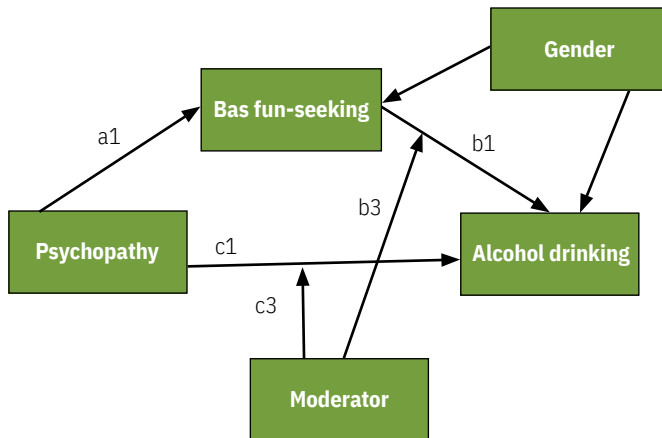 Gender
Bas fun-seeking
a1
b1
b3
Psychopathy
c1
Alcohol drinking
c3
Moderator